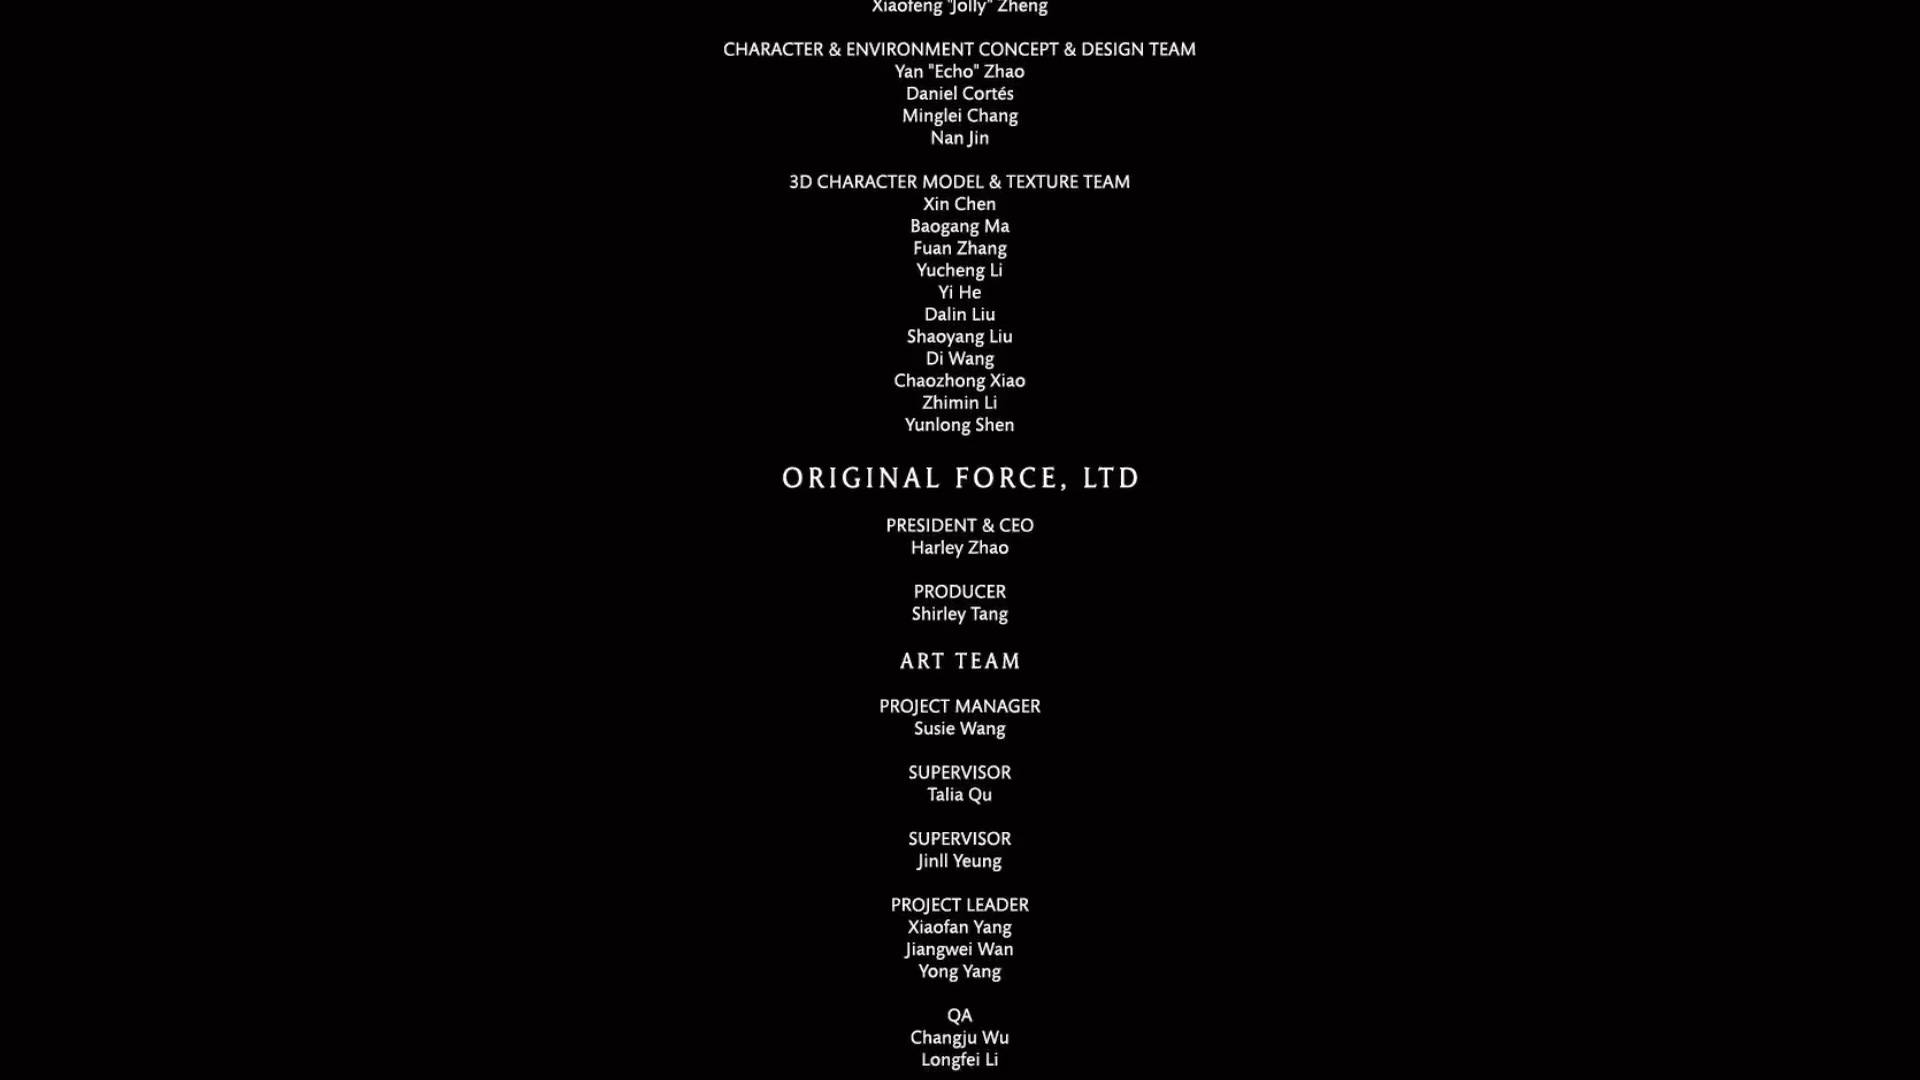 Xiaofeng "Jolly" Zheng
CHARACTER & ENVIRONMENT CONCEPT & DESIGN TEAM
Yan "Echo" Zhao
Daniel Cortés
Minglei Chang
Nan Jin
3D CHARACTER MODEL & TEXTURE TEAM
Xin Chen
Baogang Ma
Fuan Zhang
Yucheng Li
Yi He
Dalin Liu
Shaoyang Liu
Di Wang
Chaozhong Xiao
Zhimin Li
Yunlong Shen
ORIGINAL FORCE, LTD
PRESIDENT & CEO
Harley Zhao
PRODUCER
Shirley Tang
ART TEAM
PROJECT MANAGER
Susie Wang
SUPERVISOR
Talia Qu
SUPERVISOR
Jinll Yeung
PROJECT LEADER
Xiaofan Yang
Jiangwei Wan
Yong Yang
QA
Changju Wu
Longfei Li